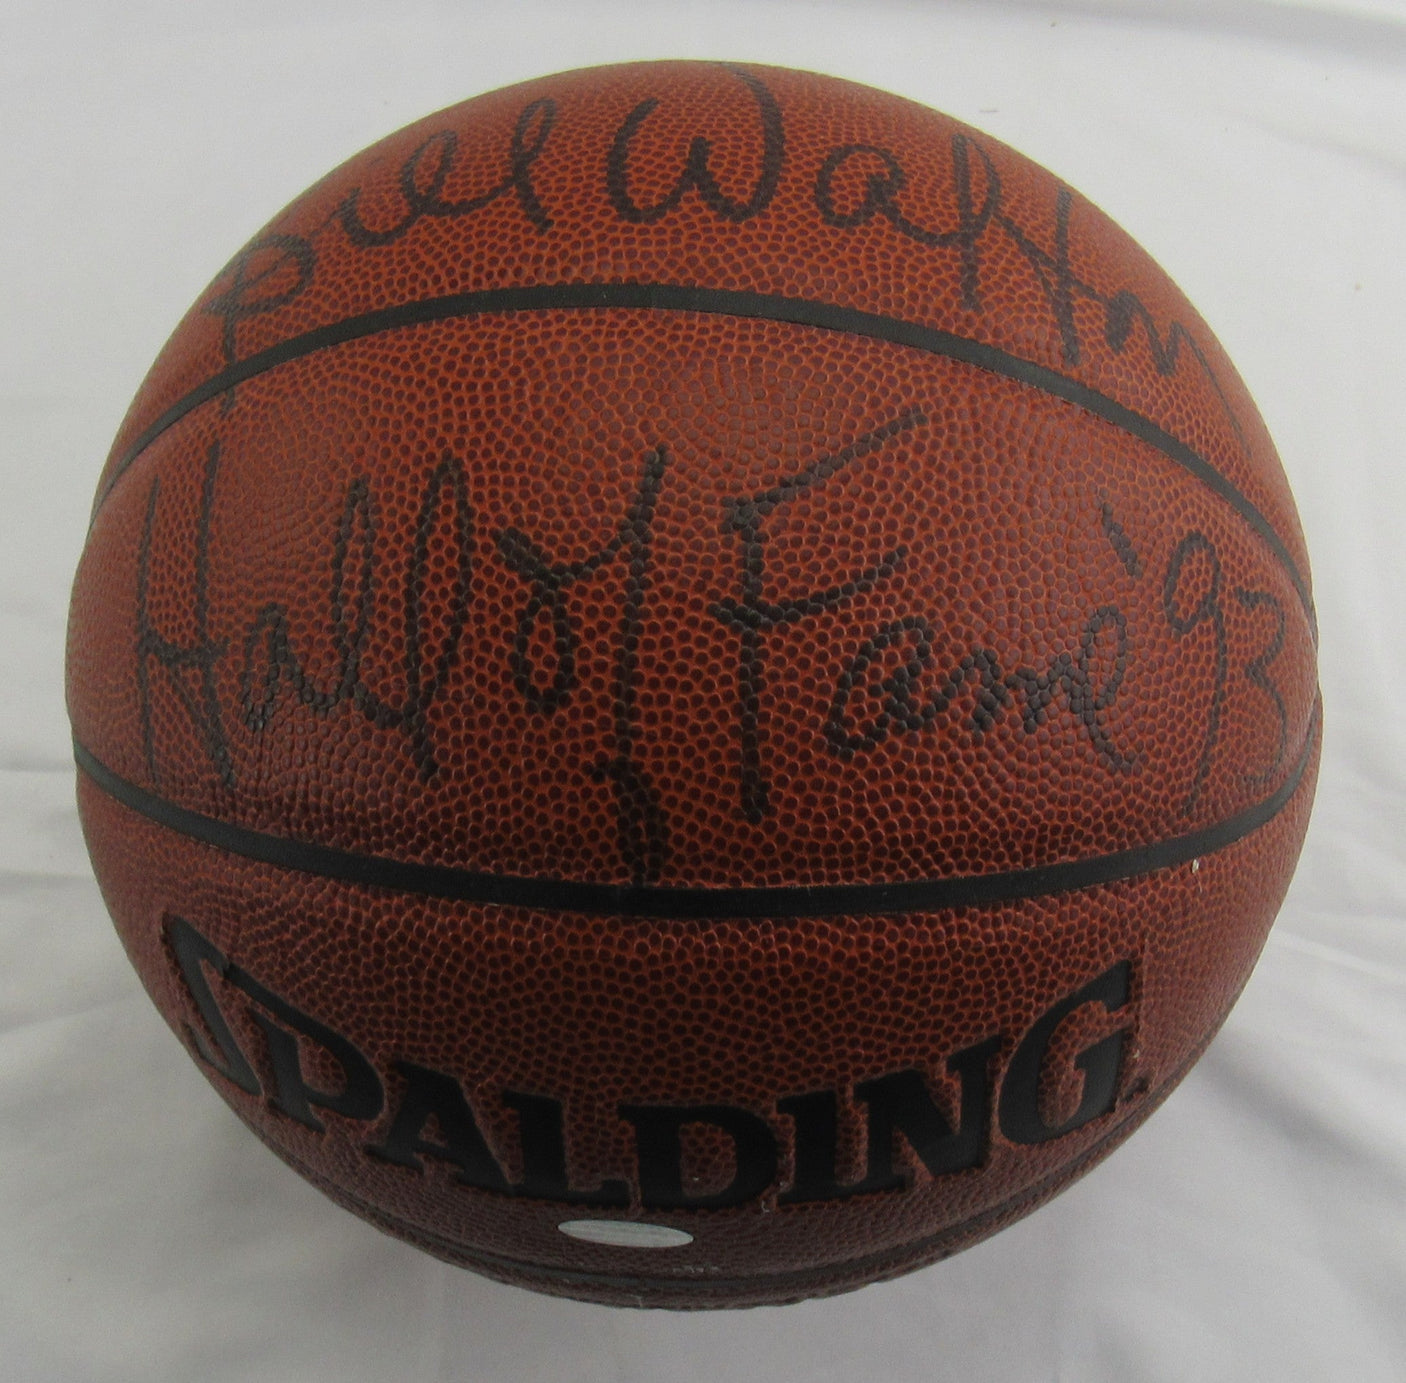 Bill Walton
Hall of Fame '93
SPALDING